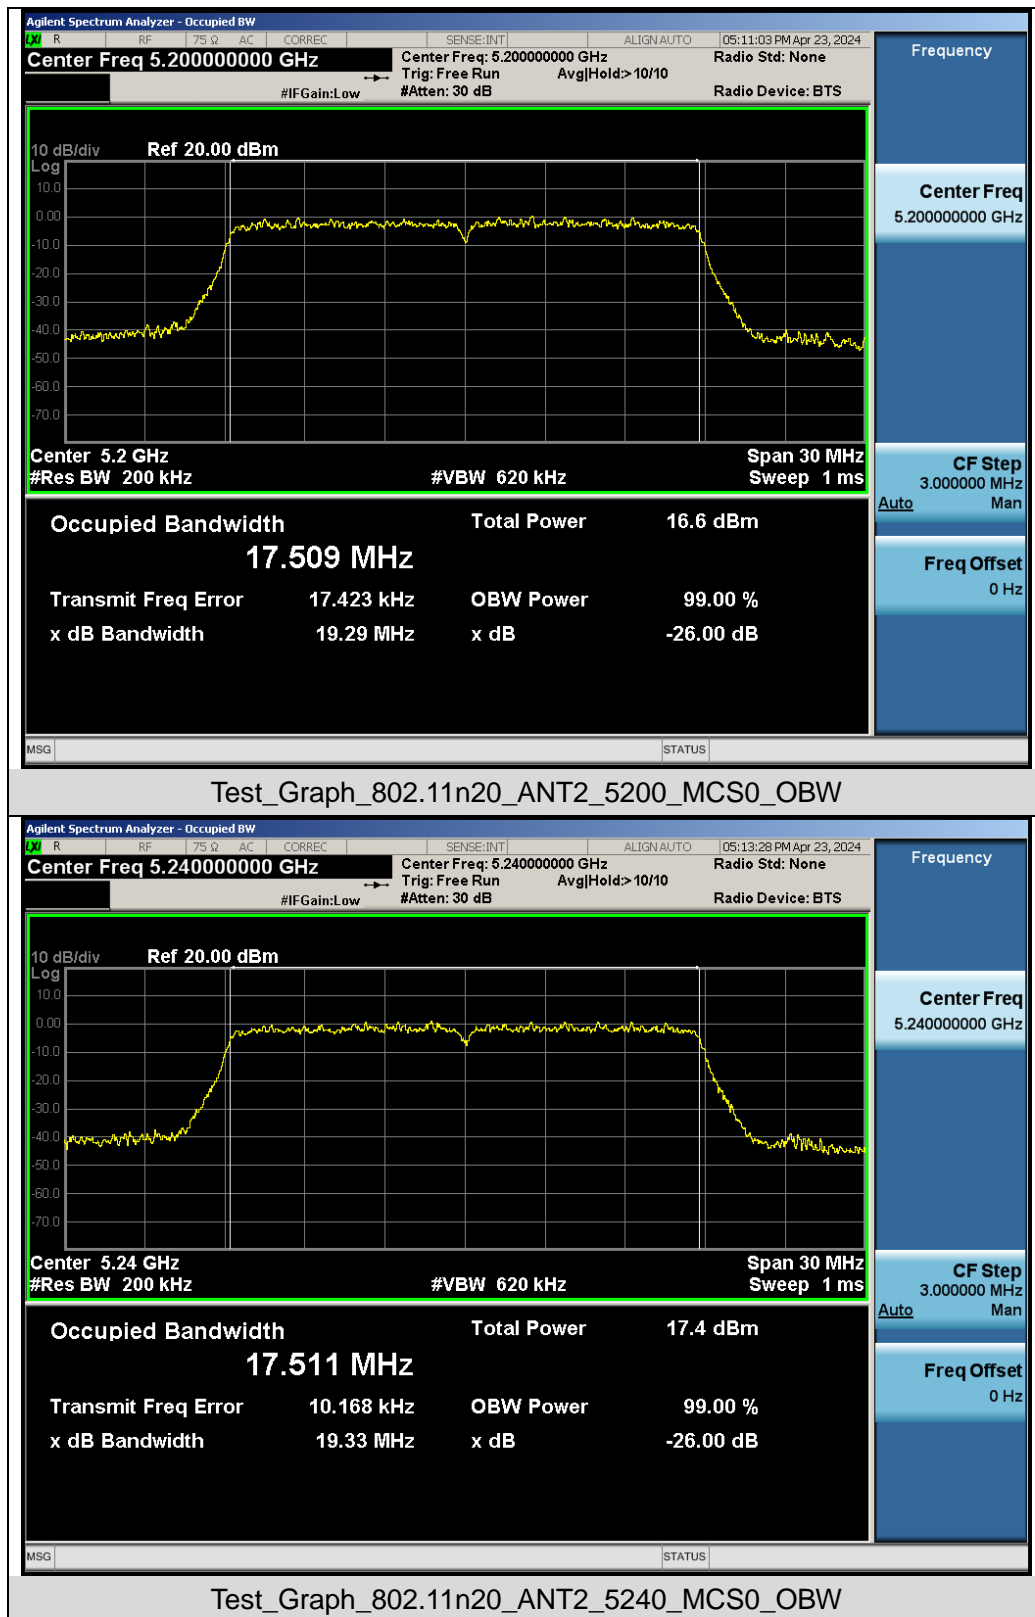 Agilent Spectrum Analyzer - Occupied BW
LXI R RF 75 Ω AC CORREC SENSE:INT ALIGN AUTO 05:11:03 PM Apr 23, 2024
Center Freq 5.200000000 GHz Center Freq: 5.200000000 GHz Radio Std: None Frequency
Trig: Free Run Avg|Hold:> 10/10
#IFGain:Low #Atten: 30 dB Radio Device: BTS
10 dB/div Ref 20.00 dBm
Log
10.0
0.00
-10.0
-20.0
-30.0
-40.0
-50.0
-60.0
-70.0
Center Freq
5.200000000 GHz
Center 5.2 GHz Span 30 MHz
#Res BW 200 kHz #VBW 620 kHz Sweep 1 ms
CF Step
3.000000 MHz
Auto Man
Occupied Bandwidth Total Power 16.6 dBm
17.509 MHz
Freq Offset
0 Hz
Transmit Freq Error 17.423 kHz OBW Power 99.00 %
x dB Bandwidth 19.29 MHz x dB -26.00 dB
MSG STATUS
Test_Graph_802.11n20_ANT2_5200_MCS0_OBW
Agilent Spectrum Analyzer - Occupied BW
LXI R RF 75 Ω AC CORREC SENSE:INT ALIGN AUTO 05:13:28 PM Apr 23, 2024
Center Freq 5.240000000 GHz Center Freq: 5.240000000 GHz Radio Std: None Frequency
Trig: Free Run Avg|Hold:> 10/10
#IFGain:Low #Atten: 30 dB Radio Device: BTS
10 dB/div Ref 20.00 dBm
Log
10.0
0.00
-10.0
-20.0
-30.0
-40.0
-50.0
-60.0
-70.0
Center Freq
5.240000000 GHz
Center 5.24 GHz Span 30 MHz
#Res BW 200 kHz #VBW 620 kHz Sweep 1 ms
CF Step
3.000000 MHz
Auto Man
Occupied Bandwidth Total Power 17.4 dBm
17.511 MHz
Freq Offset
0 Hz
Transmit Freq Error 10.168 kHz OBW Power 99.00 %
x dB Bandwidth 19.33 MHz x dB -26.00 dB
MSG STATUS
Test_Graph_802.11n20_ANT2_5240_MCS0_OBW